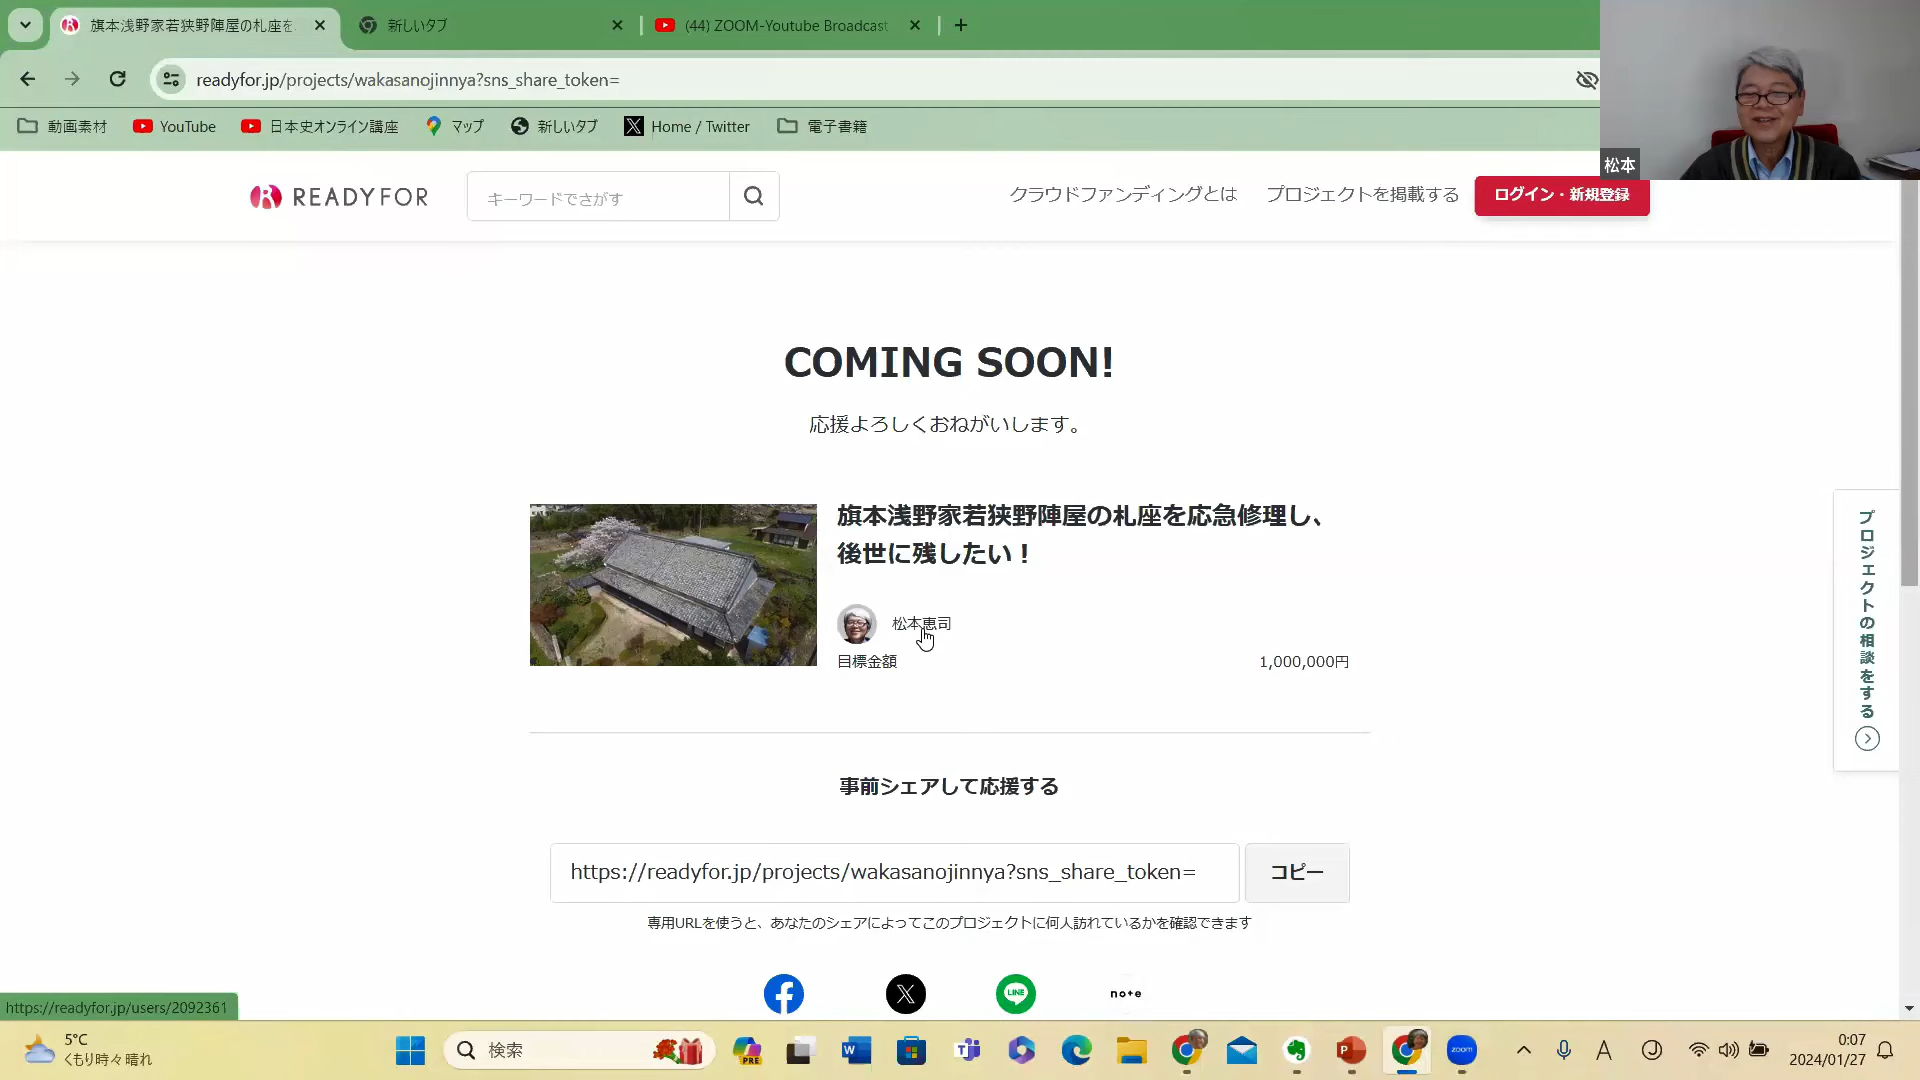 旗本浅野家若狭野陣屋の札座を
新しいタブ
(44) ZOOM-Youtube Broadcast
readyfor.jp/projects/wakasanojinnya?sns_share_token=
動画素材
YouTube
日本史オンライン講座
マップ
新しいタブ
Home / Twitter
電子書籍
松本
READYFOR
キーワードでさがす
クラウドファンディングとは
プロジェクトを掲載する
ログイン・新規登録
COMING SOON!
応援よろしくおねがいします。
旗本浅野家若狭野陣屋の札座を応急修理し、
後世に残したい！
松本恵司
目標金額
1,000,000円
プロジェクトの相談をする
事前シェアして応援する
https://readyfor.jp/projects/wakasanojinnya?sns_share_token=
コピー
専用URLを使うと、あなたのシェアによってこのプロジェクトに何人訪れているかを確認できます
LINE
note
https://readyfor.jp/users/2092361
5°C
くもり時々晴れ
検索
PRE
zoom
A
0:07
2024/01/27